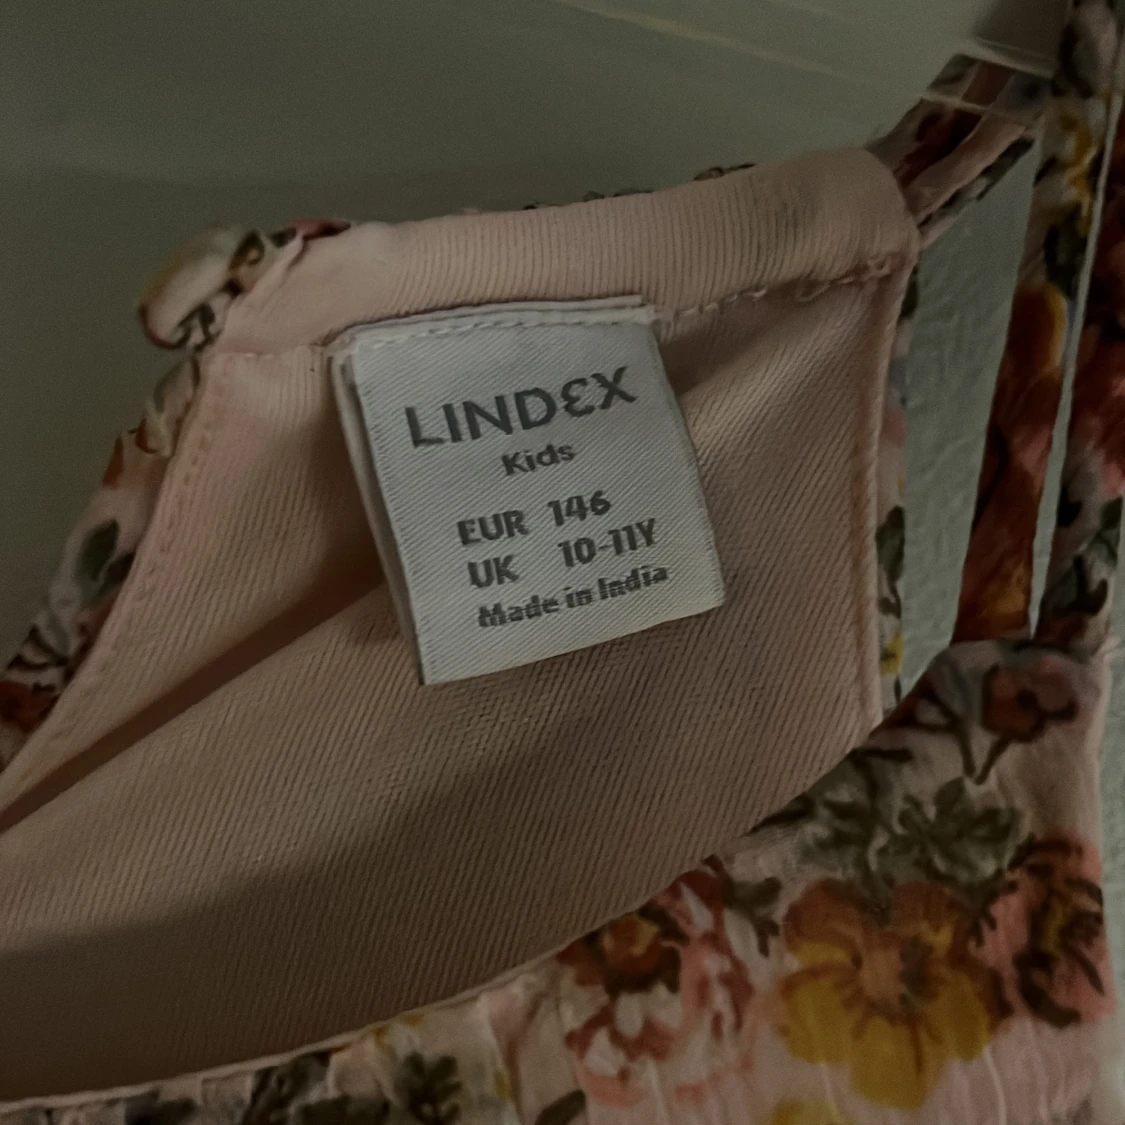 LINDEX
Kids
EUR 146
UK 10-11Y
Made in India